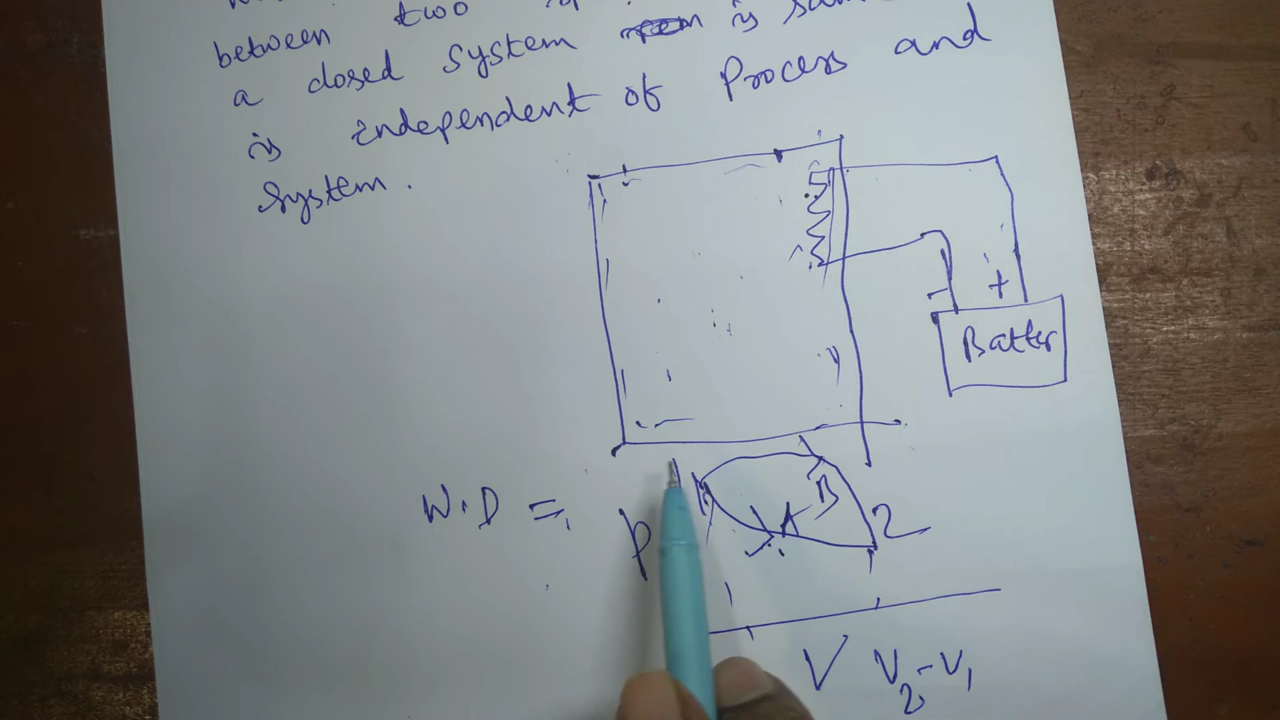 between two
a closed system is
is independent of Process and
System.
- +
Batter
W.D =
P
1 A B 2
V V2-V1